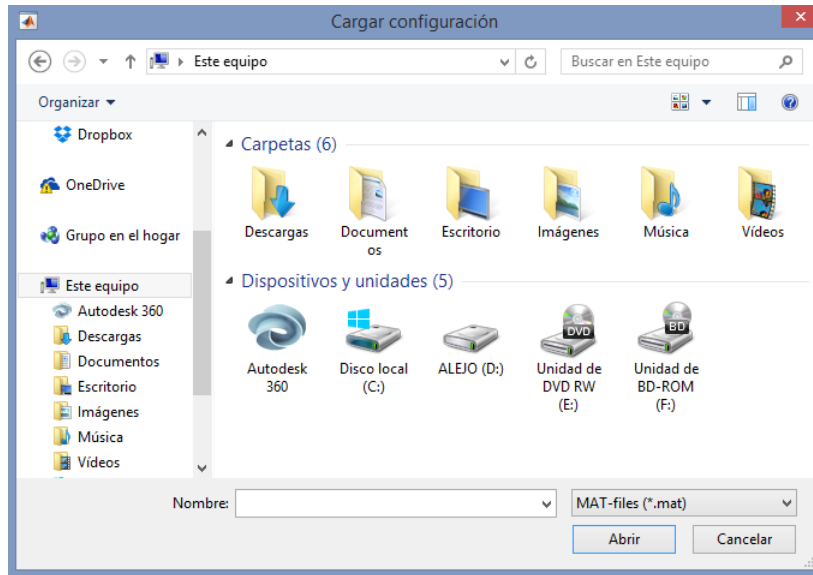 Cargar configuración
Este equipo
Buscar en Este equipo
Organizar
Dropbox
OneDrive
Grupo en el hogar
Este equipo
Autodesk 360
Descargas
Documentos
Escritorio
Imágenes
Música
Vídeos
Carpetas (6)
Descargas
Document
os
Escritorio
Imágenes
Música
Vídeos
Dispositivos y unidades (5)
DVD
BD
Autodesk
360
Disco local
(C:)
ALEJO (D:)
Unidad de
DVD RW
(E:)
Unidad de
BD-ROM
(F:)
Nombre:
MAT-files (*.mat)
Abrir
Cancelar